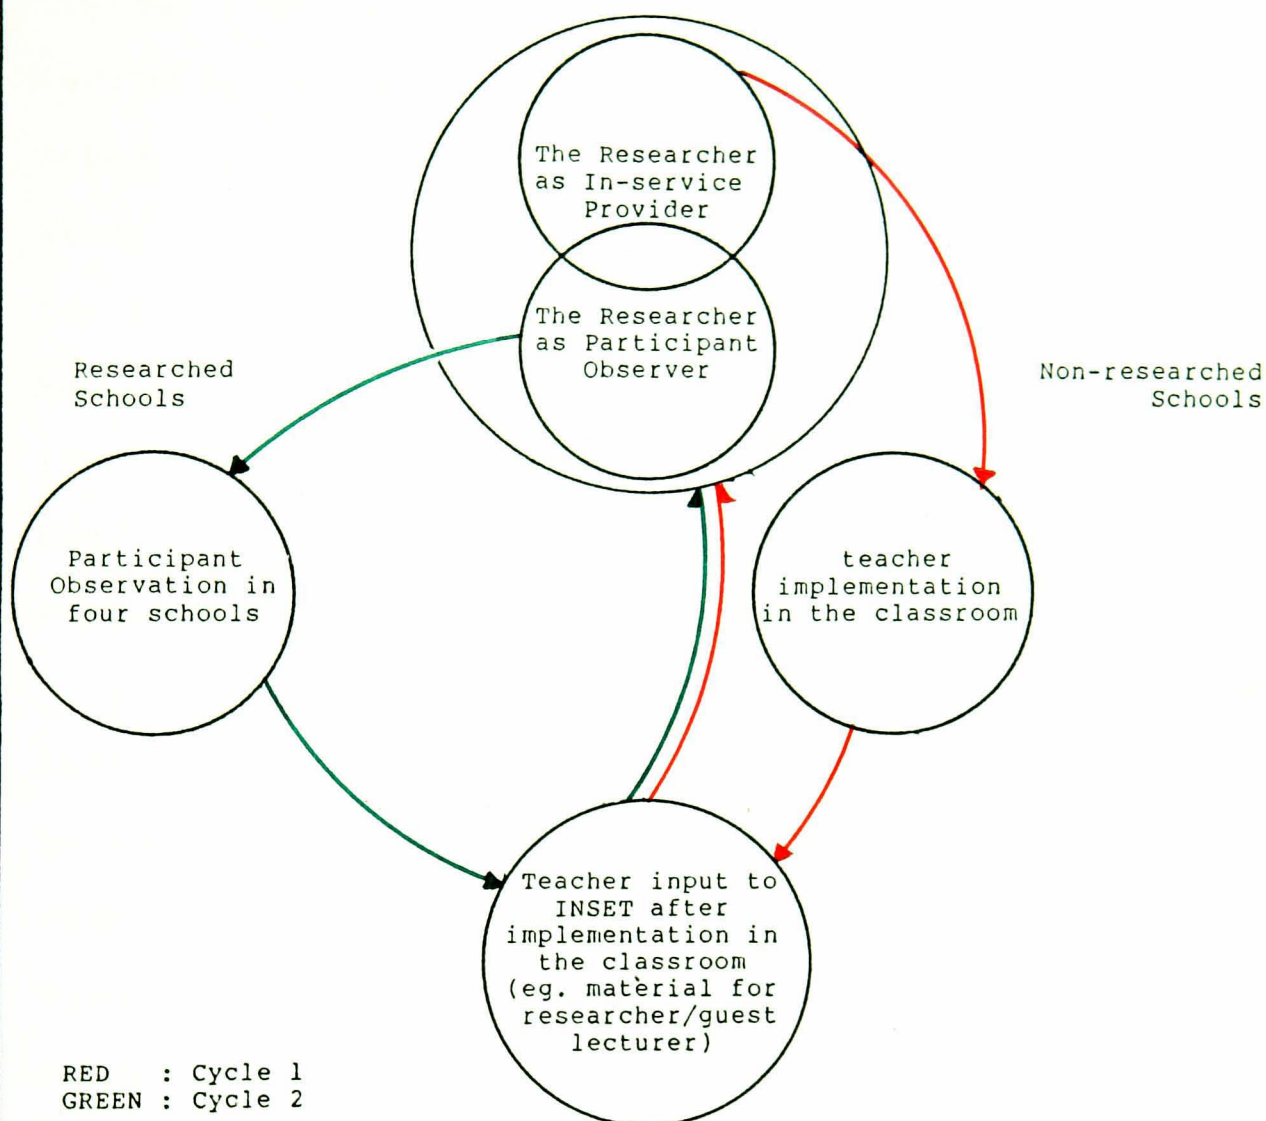 The Researcher
as In-service
Provider
The Researcher
as Participant
Observer
Researched
Schools
Non-researched
Schools
Participant
Observation in
four schools
teacher
implementation
in the classroom
Teacher input to
INSET after
implementation in
the classroom
(eg. material for
researcher/guest
lecturer)
RED : Cycle 1
GREEN : Cycle 2